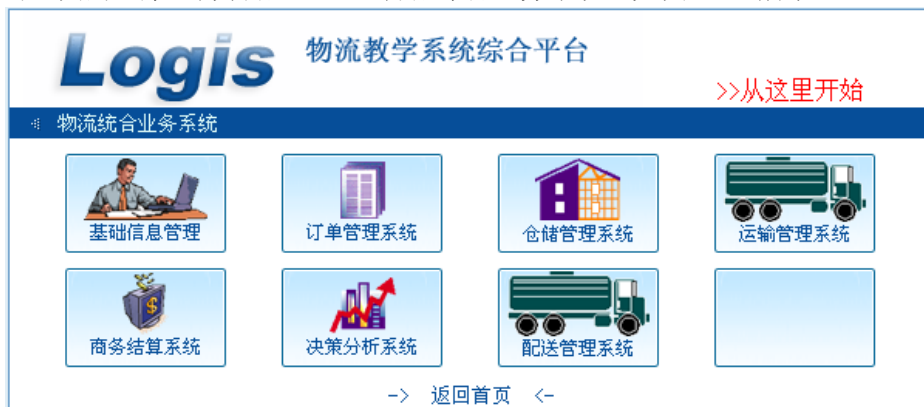 Logis 物流教学系统综合平台
>>从这里开始
物流统合业务系统
基础信息管理 订单管理系统 仓储管理系统 运输管理系统
商务结算系统 决策分析系统 配送管理系统
-> 返回首页 <-